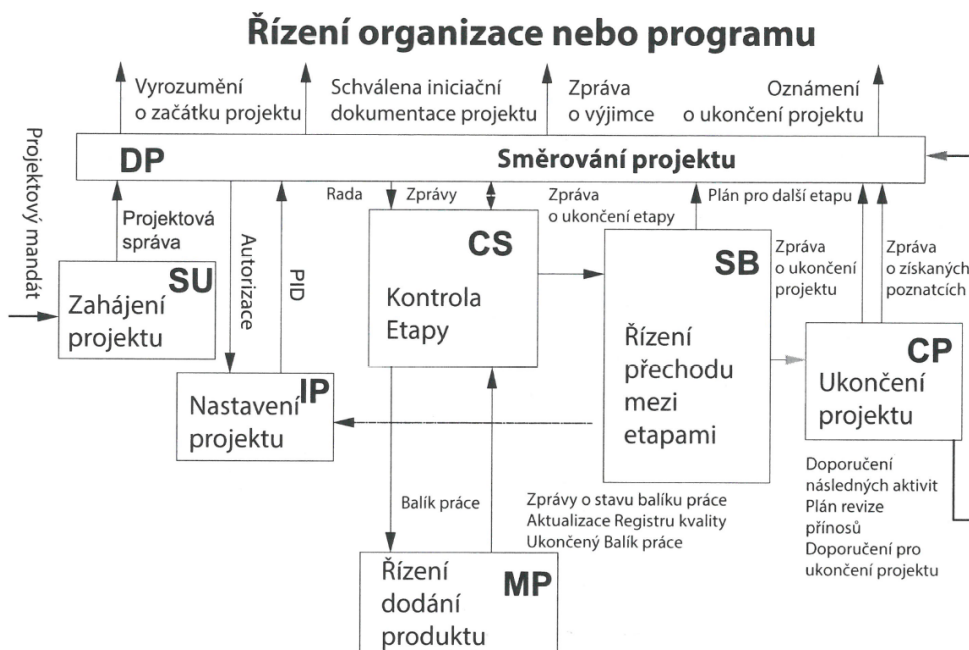 Řízení organizace nebo programu
Vyrozumění
o začátku projektu
Schválena iniciační
dokumentace projektu
Zpráva
o výjimce
Oznámení
o ukončení projektu
Projektový mandát
DP
Směrování projektu
Projektová
správa
Autorizace
PID
Rada
Zprávy
Zpráva
o ukončení etapy
Plán pro další etapu
SU
Zahájení
projektu
CS
Kontrola
Etapy
SB
Řízení
přechodu
mezi
etapami
Zpráva
o ukončení
projektu
Zpráva
o získaných
poznatcích
IP
Nastavení
projektu
CP
Ukončení
projektu
Balík práce
Zprávy o stavu balíku práce
Aktualizace Registru kvality
Ukončený Balík práce
Doporučení
následných aktivit
Plán revize
přínosů
Doporučení pro
ukončení projektu
MP
Řízení
dodání
produktu